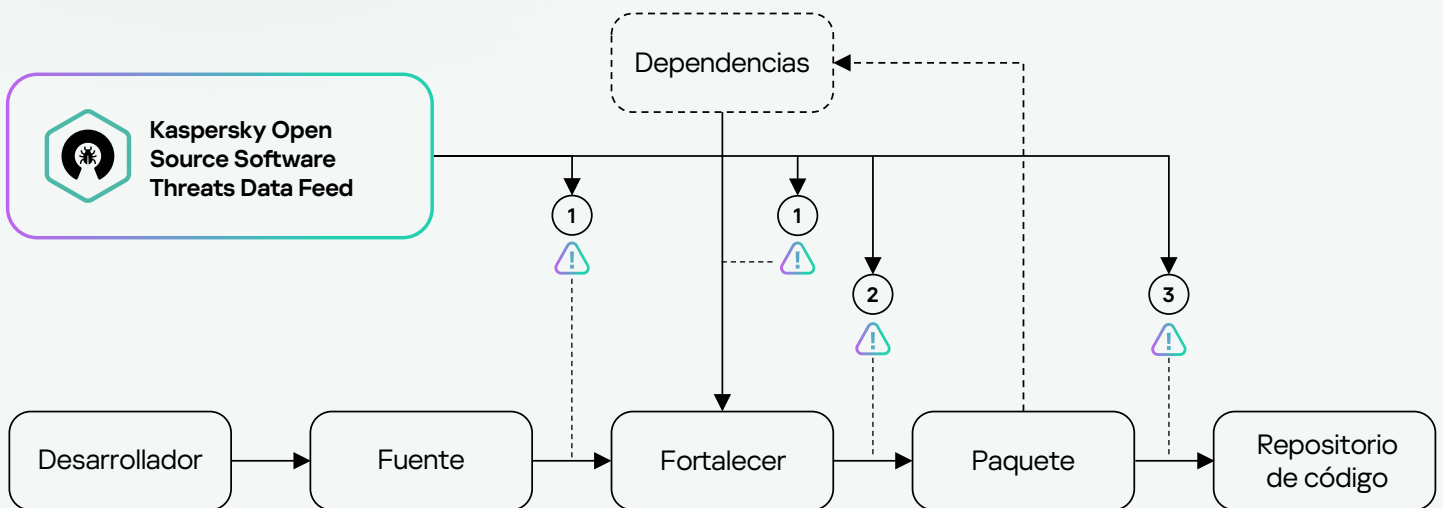 Dependencias
Kaspersky Open
Source Software
Threats Data Feed
1
1
2
3
Desarrollador
Fuente
Fortalecer
Paquete
Repositorio
de código